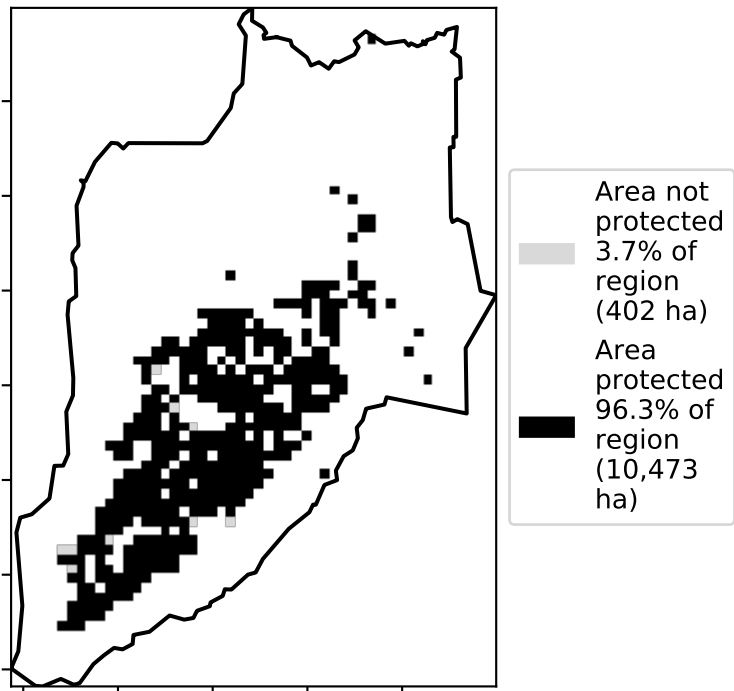 Area not
protected
3.7% of
region
(402 ha)
Area
protected
96.3% of
region
(10,473
ha)